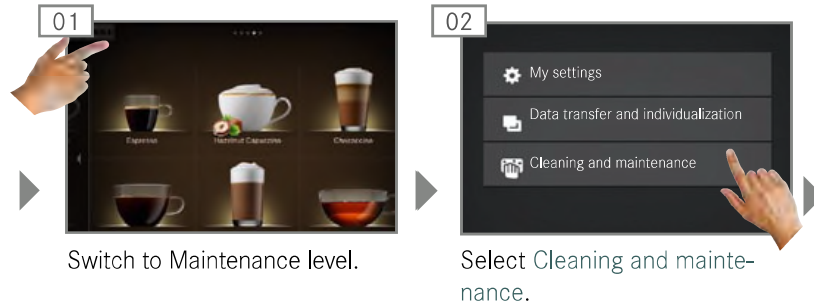 01
Espresso
Hazelnut Capuccino
Chococcino
Switch to Maintenance level.
02
My settings
Data transfer and individualization
Cleaning and maintenance
Select Cleaning and mainte-
nance.